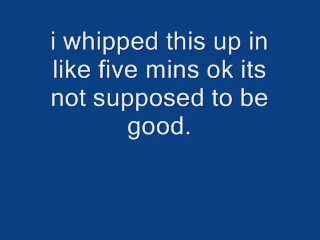 i whipped this up in
like five mins ok its
not supposed to be
good.